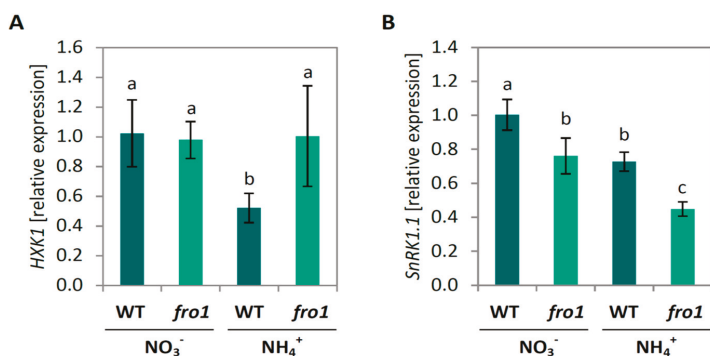 A
HXK1 [relative expression]
1.6
1.4
1.2
1.0
0.8
0.6
0.4
0.2
0.0
a
a
b
a
WT fro1 WT fro1
NO₃⁻ NH₄⁺
B
SnRK1.1 [relative expression]
1.4
1.2
1.0
0.8
0.6
0.4
0.2
0.0
a
b
b
c
WT fro1 WT fro1
NO₃⁻ NH₄⁺